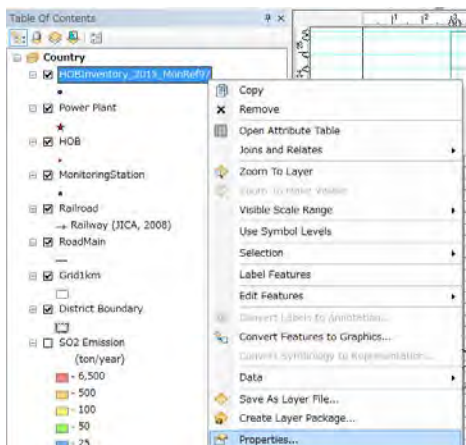 Table Of Contents
Country
HOBInventory_2015_MonRef97
Power Plant
HOB
MonitoringStation
Railroad
Railway (JICA, 2008)
RoadMain
Grid1km
District Boundary
SO2 Emission
(ton/year)
- 6,500
- 500
- 100
- 50
- 25
Copy
Remove
Open Attribute Table
Joins and Relates
Zoom To Layer
Zoom To Make Visible
Visible Scale Range
Use Symbol Levels
Selection
Label Features
Edit Features
Convert Labels to Annotation...
Convert Features to Graphics...
Convert Symbology to Representation...
Data
Save As Layer File...
Create Layer Package...
Properties...